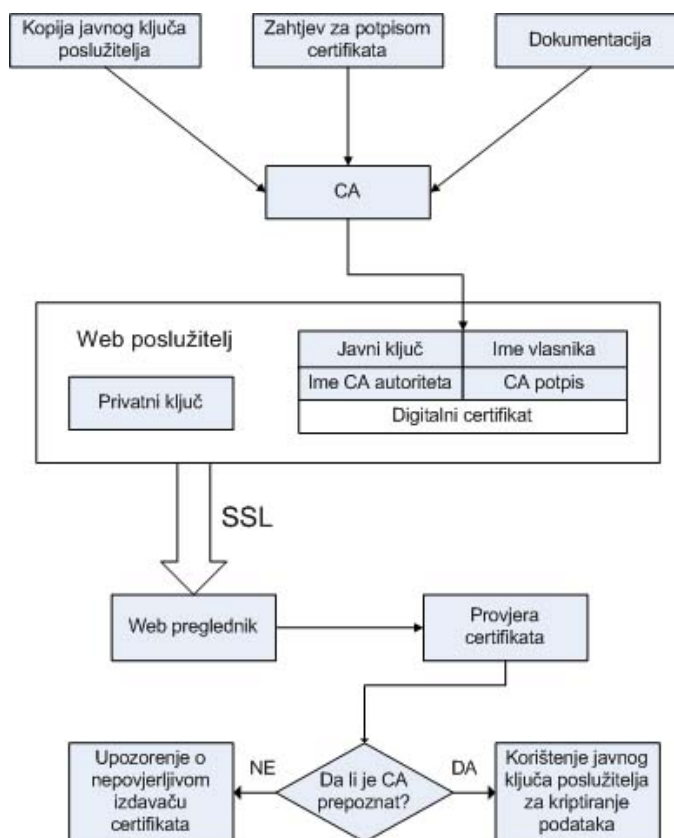 Kopija javnog ključa
poslužitelja
Zahtjev za potpisom
certifikata
Dokumentacija
CA
Web poslužitelj
Privatni ključ
Javni ključ
Ime vlasnika
Ime CA autoriteta
CA potpis
Digitalni certifikat
SSL
Web preglednik
Provjera
certifikata
Upozorenje o
nepovjerljivom
izdavaču
certifikata
NE
Da li je CA
prepoznat?
DA
Korištenje javnog
ključa poslužitelja
za kriptiranje
podataka